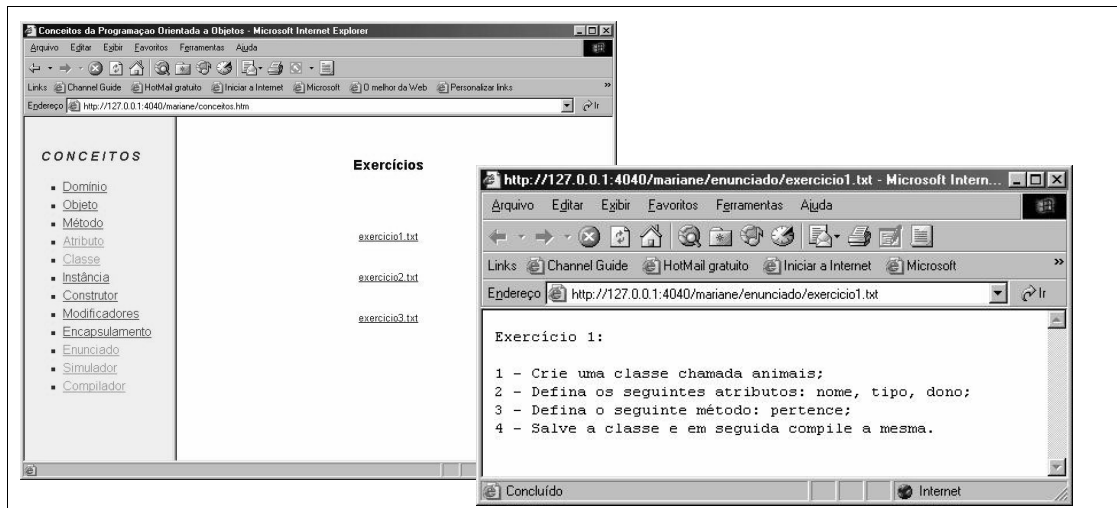 Conceitos da Programaçao Orientada a Objetos - Microsoft Internet Explorer
Arquivo Editar Exibir Favoritos Ferramentas Ajuda
Links Channel Guide HotMail gratuito Iniciar a Internet Microsoft O melhor da Web Personalizar links »
Endereço http://127.0.0.1:4040/mariane/conceitos.htm Ir
CONCEITOS
Domínio
Objeto
Método
Atributo
Classe
Instância
Construtor
Modificadores
Encapsulamento
Enunciado
Simulador
Compilador
Exercícios
exercicio1.txt
exercicio2.txt
exercicio3.txt
http://127.0.0.1:4040/mariane/enunciado/exercicio1.txt - Microsoft Intern...
Arquivo Editar Exibir Favoritos Ferramentas Ajuda
Links Channel Guide HotMail gratuito Iniciar a Internet Microsoft »
Endereço http://127.0.0.1:4040/mariane/enunciado/exercicio1.txt Ir
Exercício 1:
1 - Crie uma classe chamada animais;
2 - Defina os seguintes atributos: nome, tipo, dono;
3 - Defina o seguinte método: pertence;
4 - Salve a classe e em seguida compile a mesma.
Concluído Internet